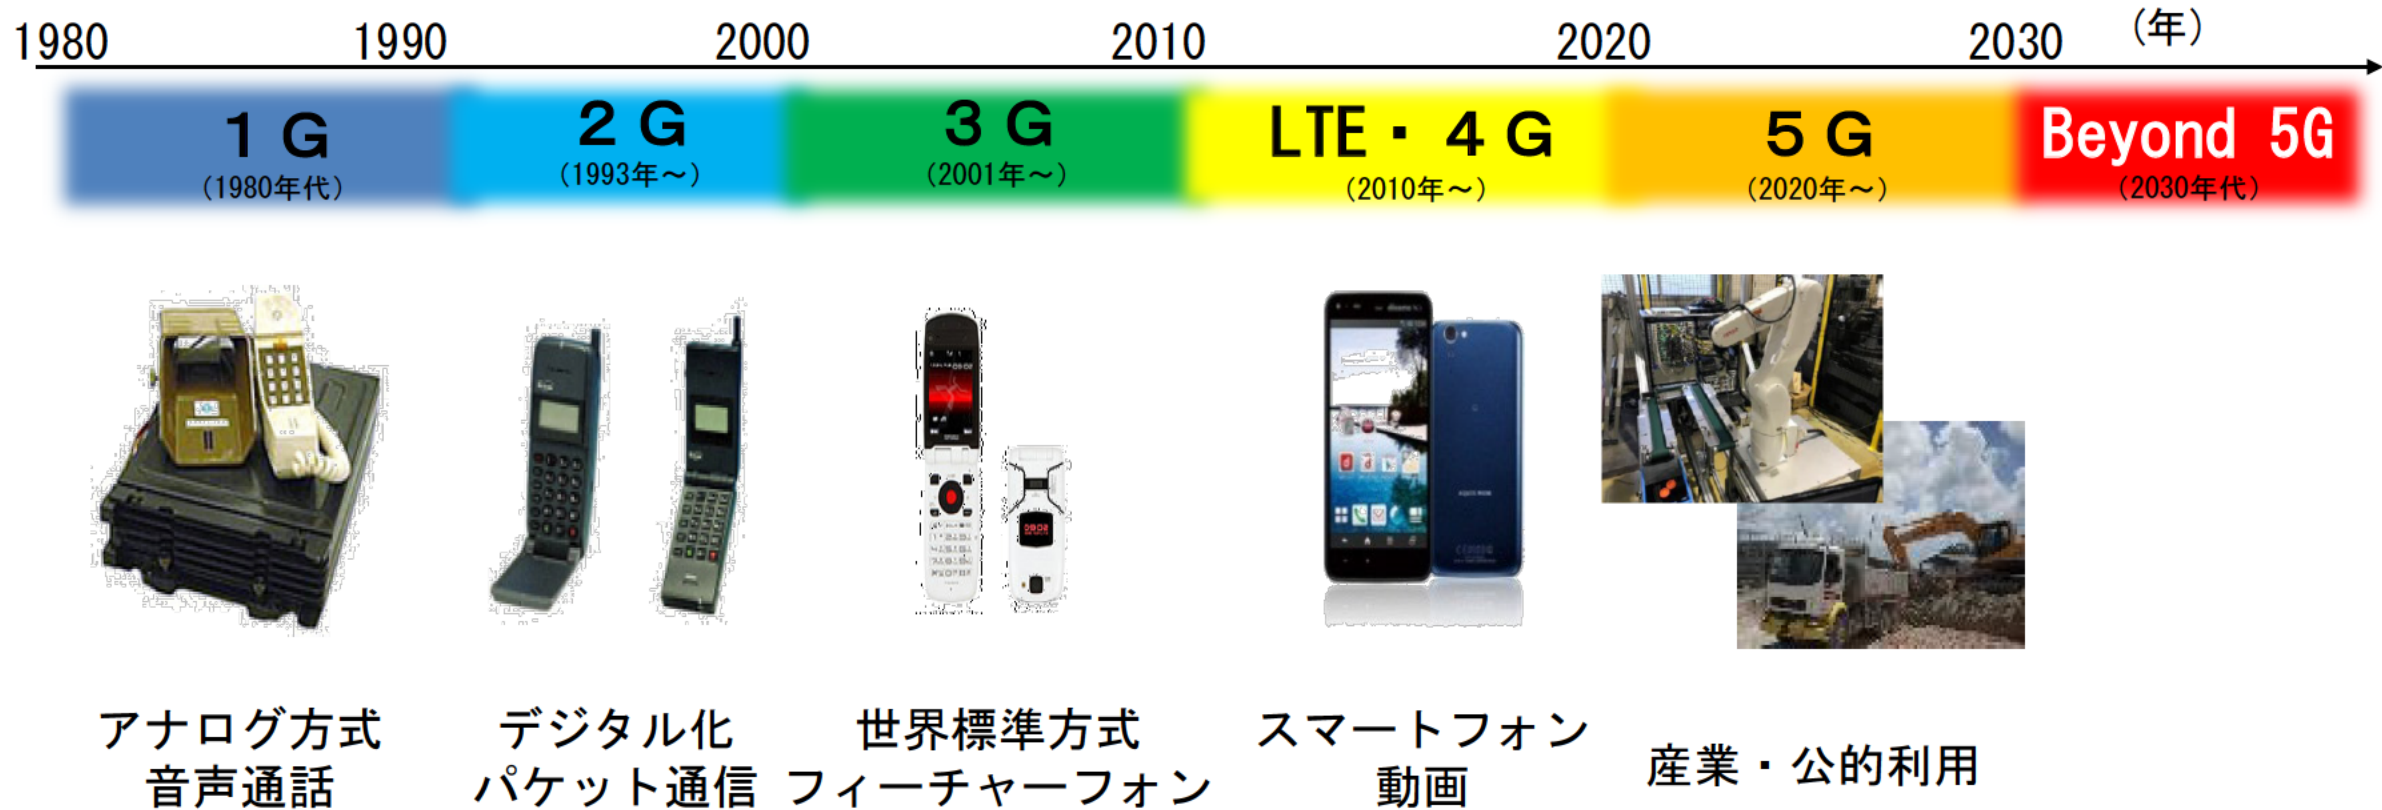 1980 1990 2000 2010 2020 2030 (年)
1G 2G 3G LTE・4G 5G Beyond 5G
(1980年代) (1993年～) (2001年～) (2010年～) (2020年～) (2030年代)
アナログ方式
音声通話
デジタル化
パケット通信
世界標準方式
フィーチャーフォン
スマートフォン
動画
産業・公的利用